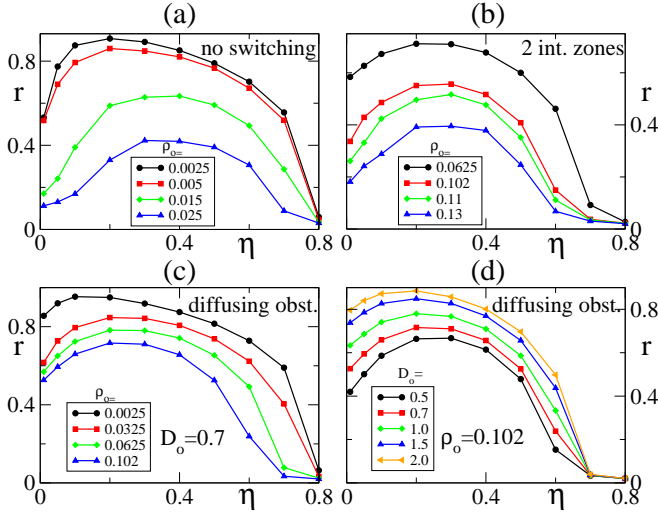 (a)
no switching
r
0.8
0.4
0
ρo=
0.0025
0.005
0.015
0.025
0
0.4
η
0.8
(b)
2 int. zones
r
0.4
0
ρo=
0.0625
0.102
0.11
0.13
0
0.4
η
0.8
(c)
diffusing obst.
r
0.8
0.4
0
ρo=
0.0025
0.0325
0.0625
0.102
Do=0.7
0
0.4
η
0.8
(d)
diffusing obst.
r
0.8
0.4
0
Do=
0.5
0.7
1.0
1.5
2.0
ρo=0.102
0
0.4
η
0.8